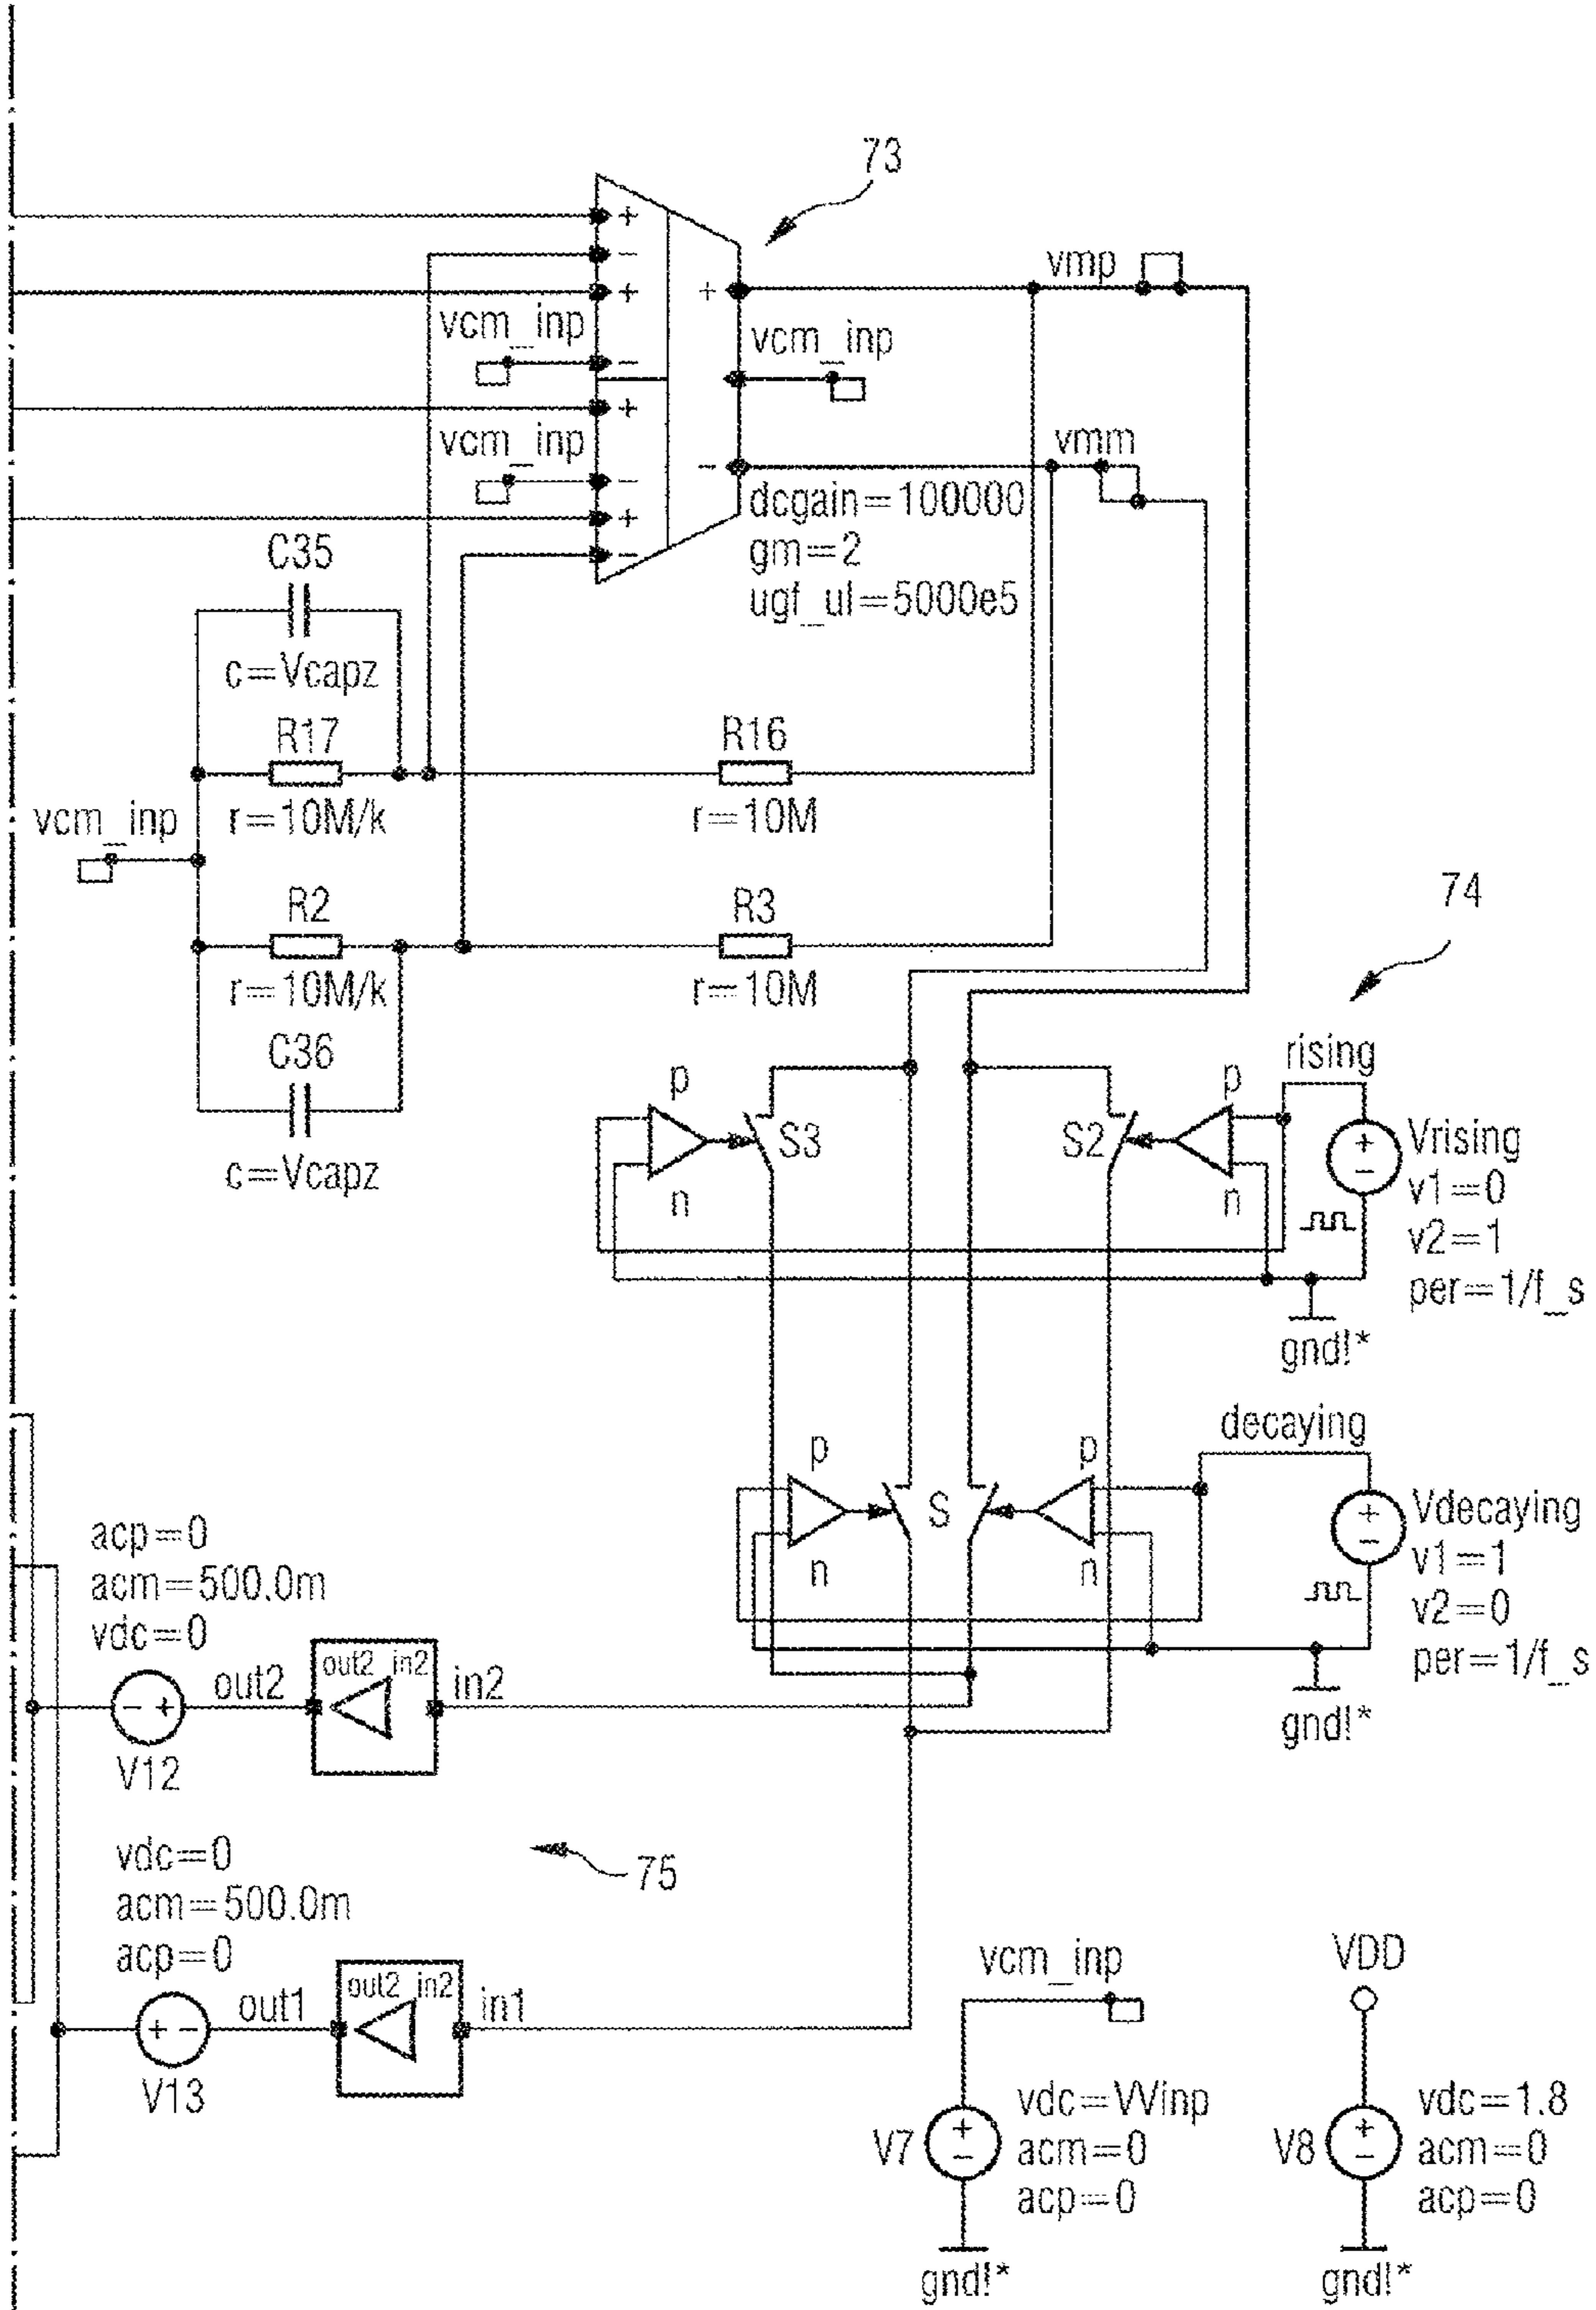 73
+
−
+
vcm_inp
−
+
vcm_inp
−
+
−
+
vcm_inp
−
vmp
vmm
dcgain=100000
gm=2
ugf_ul=5000e5
C35
c=Vcapz
R17
r=10M/k
R16
r=10M
vcm_inp
R2
r=10M/k
R3
r=10M
C36
c=Vcapz
74
rising
p
n
S3
S2
p
n
+
−
Vrising
v1=0
v2=1
per=1/f_s
gnd!*
decaying
p
n
S
p
n
+
−
Vdecaying
v1=1
v2=0
per=1/f_s
gnd!*
acp=0
acm=500.0m
vdc=0
− +
V12
out2
out2 in2
in2
75
vdc=0
acm=500.0m
acp=0
+ −
V13
out1
out2 in2
in1
vcm_inp
V7
+
−
vdc=VVinp
acm=0
acp=0
gnd!*
VDD
V8
+
−
vdc=1.8
acm=0
acp=0
gnd!*